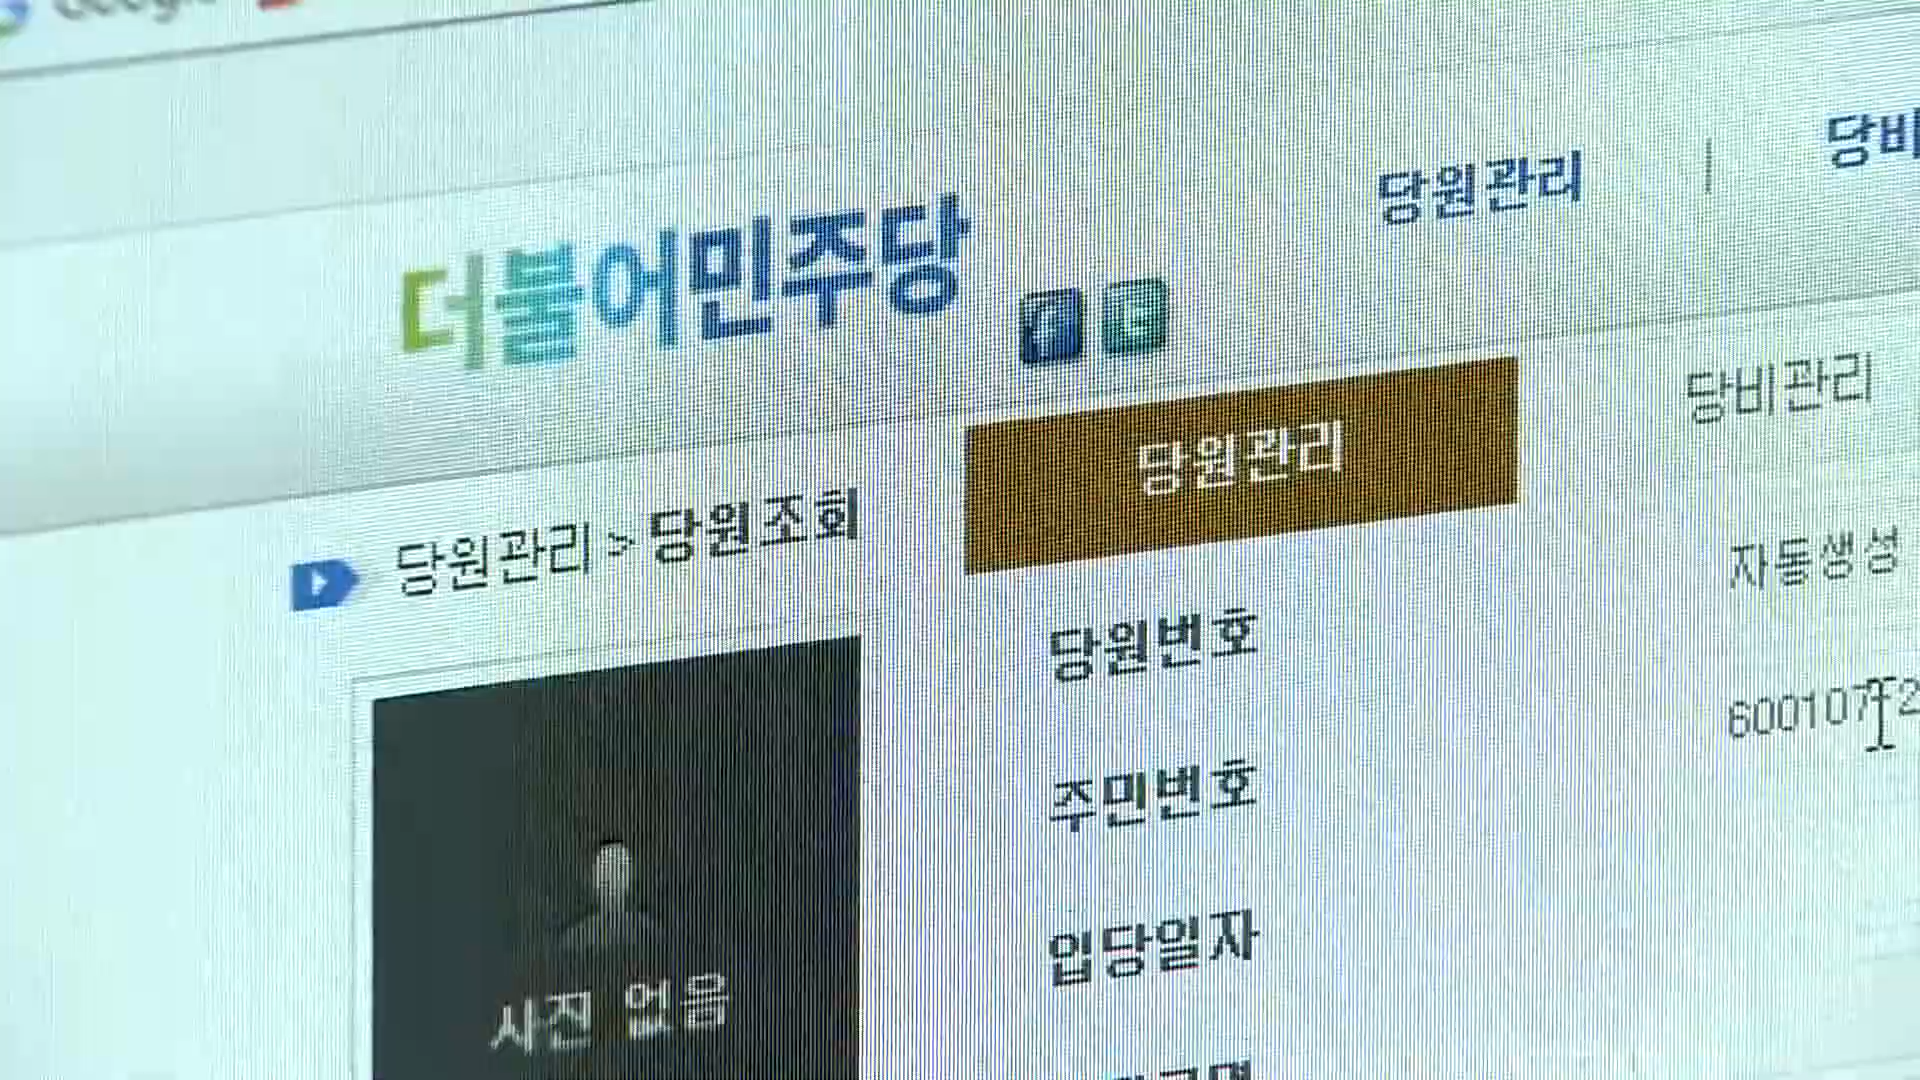 Google
당원관리 | 당비
더불어민주당
당원관리 당비관리
당원관리 > 당원조회
자동생성
당원번호
주민번호
입당일자
사진 없음